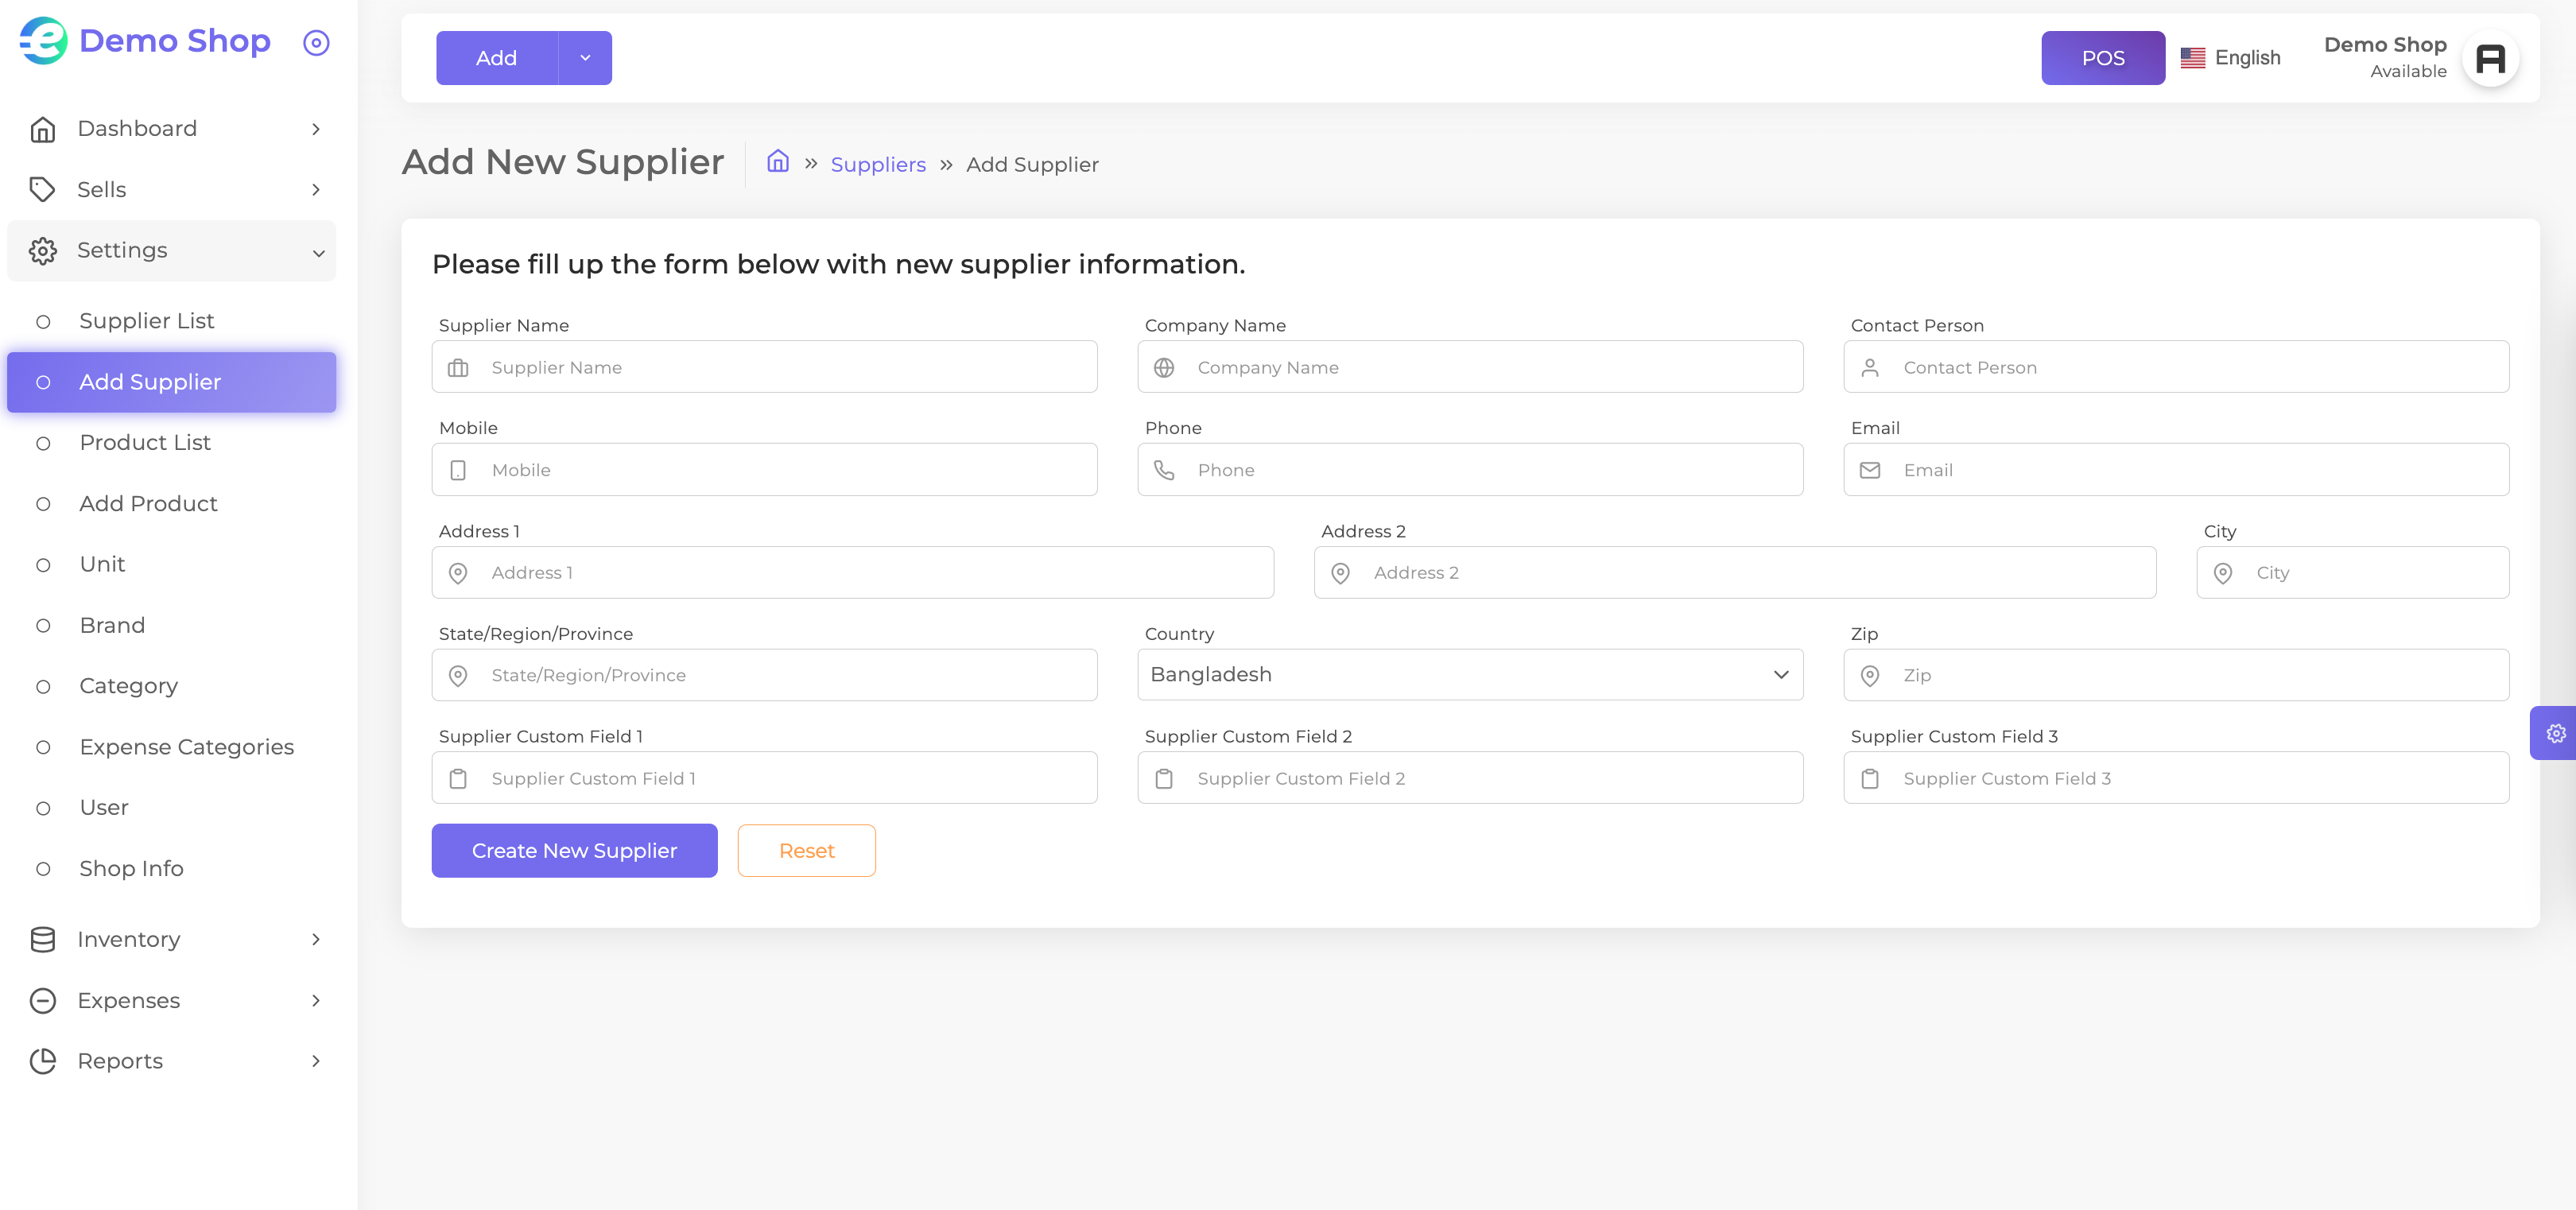 Demo Shop
Dashboard
Sells
Settings
Supplier List
Add Supplier
Product List
Add Product
Unit
Brand
Category
Expense Categories
User
Shop Info
Inventory
Expenses
Reports
Add
POS
English
Demo Shop
Available
Add New Supplier
» Suppliers » Add Supplier
Please fill up the form below with new supplier information.
Supplier Name Company Name Contact Person
Supplier Name Company Name Contact Person
Mobile Phone Email
Mobile Phone Email
Address 1 Address 2 City
Address 1 Address 2 City
State/Region/Province Country Zip
State/Region/Province Bangladesh Zip
Supplier Custom Field 1 Supplier Custom Field 2 Supplier Custom Field 3
Supplier Custom Field 1 Supplier Custom Field 2 Supplier Custom Field 3
Create New Supplier Reset